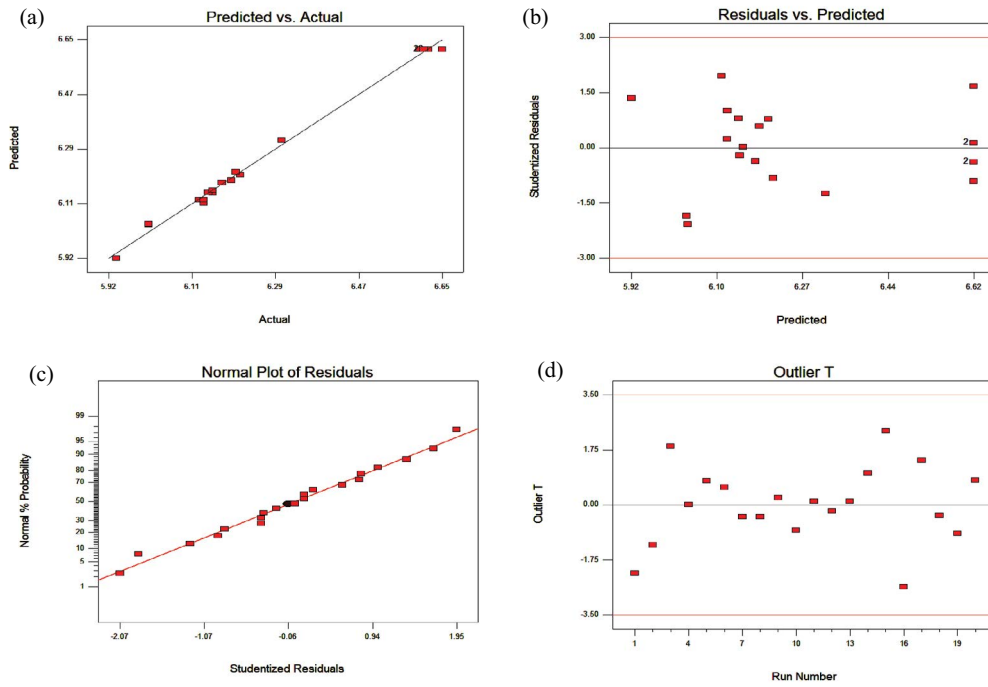 (a)
Predicted vs. Actual
6.65
6.47
6.29
6.11
5.92
Predicted
5.92 6.11 6.29 6.47 6.65
Actual
(b)
Residuals vs. Predicted
3.00
1.50
0.00
-1.50
-3.00
Studentized Residuals
2
2
5.92 6.10 6.27 6.44 6.62
Predicted
(c)
Normal Plot of Residuals
99
95
90
80
70
50
30
20
10
5
1
Normal % Probability
-2.07 -1.07 -0.06 0.94 1.95
Studentized Residuals
(d)
Outlier T
3.50
1.75
0.00
-1.75
-3.50
Outlier T
1 4 7 10 13 16 19
Run Number